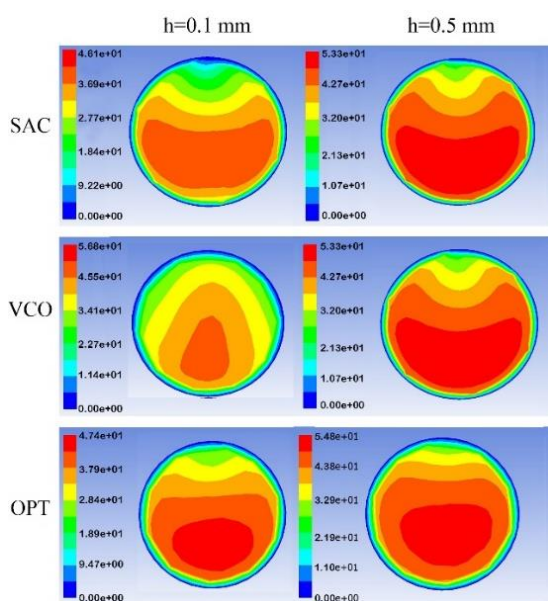 h=0.1 mm h=0.5 mm
SAC
4.61e+01
3.69e+01
2.77e+01
1.84e+01
9.22e+00
0.00e+00
5.33e+01
4.27e+01
3.20e+01
2.13e+01
1.07e+01
0.00e+00
VCO
5.68e+01
4.55e+01
3.41e+01
2.27e+01
1.14e+01
0.00e+00
5.33e+01
4.27e+01
3.20e+01
2.13e+01
1.07e+01
0.00e+00
OPT
4.74e+01
3.79e+01
2.84e+01
1.89e+01
9.47e+00
0.00e+00
5.48e+01
4.38e+01
3.29e+01
2.19e+01
1.10e+01
0.00e+00